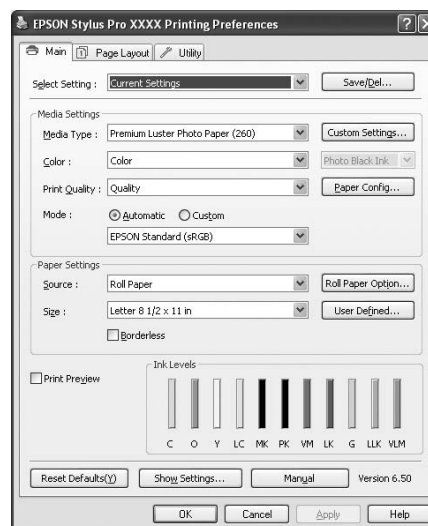 EPSON Stylus Pro XXXX Printing Preferences
Main Page Layout Utility
Select Setting : Current Settings Save/Del...
Media Settings
Media Type : Premium Luster Photo Paper (260) Custom Settings...
Color : Color Photo Black Ink
Print Quality : Quality Paper Config...
Mode : Automatic Custom
EPSON Standard (sRGB)
Paper Settings
Source : Roll Paper Roll Paper Option...
Size : Letter 8 1/2 x 11 in User Defined...
Borderless
Print Preview
Ink Levels
C O Y LC MK PK VM LK G LLK VLM
Reset Defaults(Y) Show Settings... Manual Version 6.50
OK Cancel Apply Help